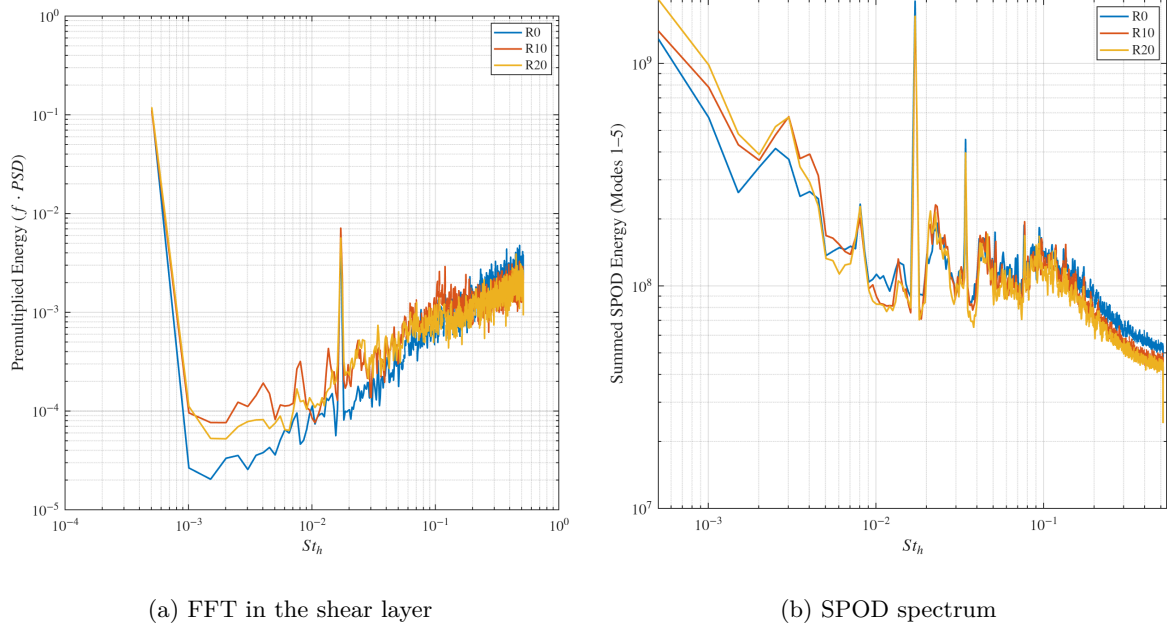 10^0
10^-1
10^-2
10^-3
10^-4
10^-5
Premultiplied Energy (f · PSD)
R0
R10
R20
10^-4
10^-3
10^-2
10^-1
10^0
St_h
(a) FFT in the shear layer
10^9
10^8
10^7
Summed SPOD Energy (Modes 1–5)
R0
R10
R20
10^-3
10^-2
10^-1
St_h
(b) SPOD spectrum